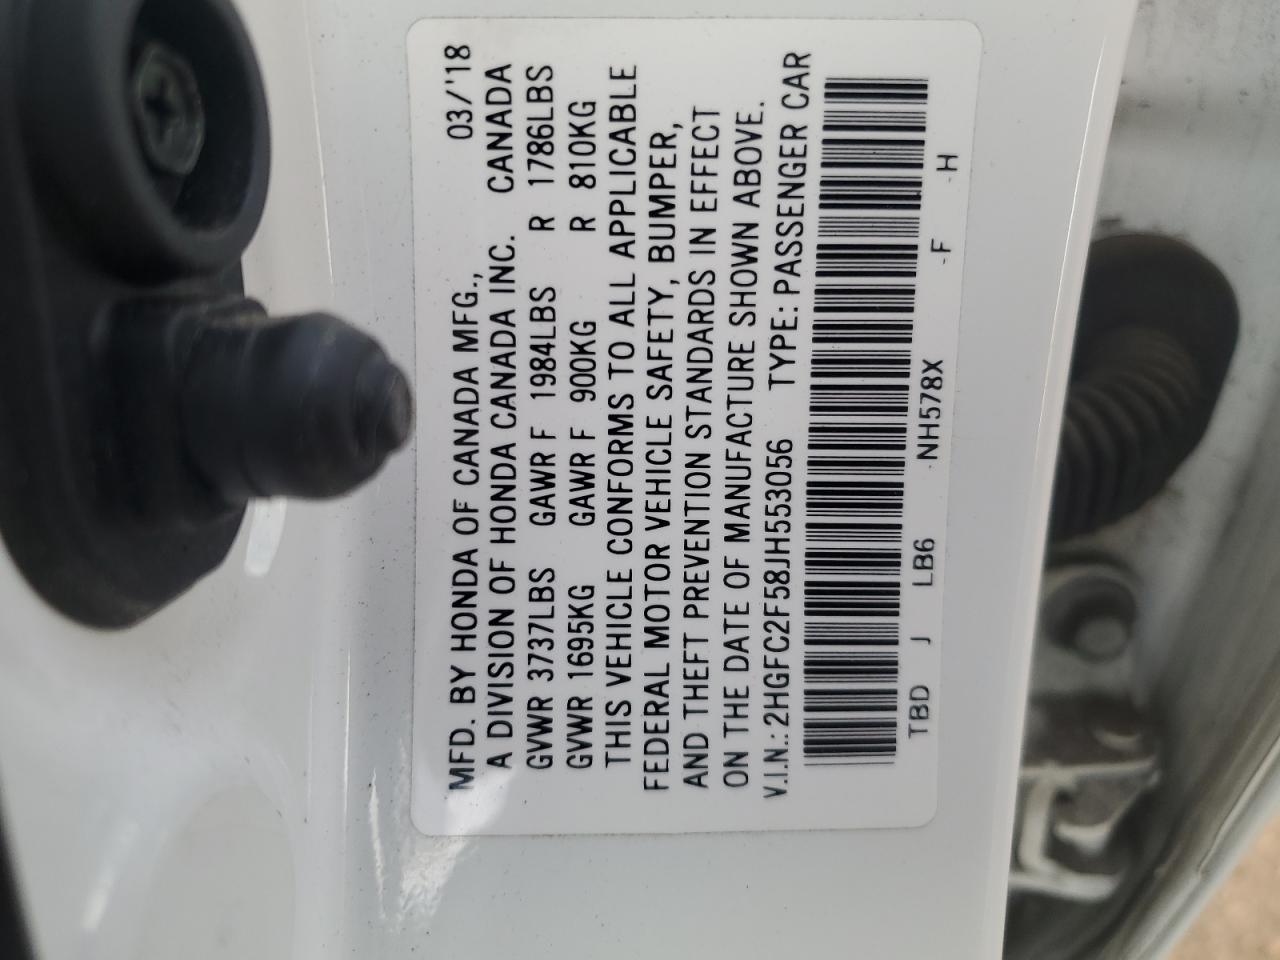 MFD. BY HONDA OF CANADA MFG., 03/'18
A DIVISION OF HONDA CANADA INC. CANADA
GVWR 3737LBS GAWR F 1984LBS R 1786LBS
GVWR 1695KG GAWR F 900KG R 810KG
THIS VEHICLE CONFORMS TO ALL APPLICABLE
FEDERAL MOTOR VEHICLE SAFETY, BUMPER,
AND THEFT PREVENTION STANDARDS IN EFFECT
ON THE DATE OF MANUFACTURE SHOWN ABOVE.
V.I.N.: 2HGFC2F58JH553056 TYPE: PASSENGER CAR
TBD J LB6 -NH578X -F -H